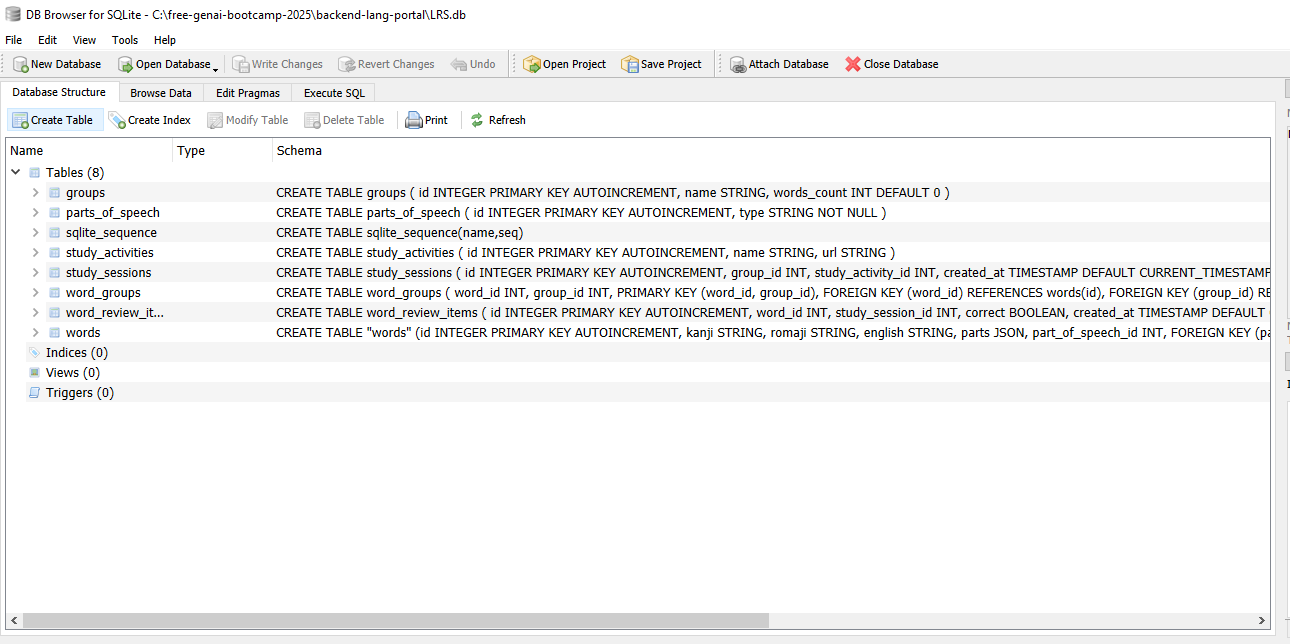 DB Browser for SQLite - C:\free-genai-bootcamp-2025\backend-lang-portal\LRS.db
File Edit View Tools Help
New Database Open Database Write Changes Revert Changes Undo Open Project Save Project Attach Database Close Database
Database Structure Browse Data Edit Pragmas Execute SQL
Create Table Create Index Modify Table Delete Table Print Refresh
Name Type Schema
Tables (8)
groups CREATE TABLE groups ( id INTEGER PRIMARY KEY AUTOINCREMENT, name STRING, words_count INT DEFAULT 0 )
parts_of_speech CREATE TABLE parts_of_speech ( id INTEGER PRIMARY KEY AUTOINCREMENT, type STRING NOT NULL )
sqlite_sequence CREATE TABLE sqlite_sequence(name,seq)
study_activities CREATE TABLE study_activities ( id INTEGER PRIMARY KEY AUTOINCREMENT, name STRING, url STRING )
study_sessions CREATE TABLE study_sessions ( id INTEGER PRIMARY KEY AUTOINCREMENT, group_id INT, study_activity_id INT, created_at TIMESTAMP DEFAULT CURRENT_TIMESTAMP
word_groups CREATE TABLE word_groups ( word_id INT, group_id INT, PRIMARY KEY (word_id, group_id), FOREIGN KEY (word_id) REFERENCES words(id), FOREIGN KEY (group_id) RE
word_review_it... CREATE TABLE word_review_items ( id INTEGER PRIMARY KEY AUTOINCREMENT, word_id INT, study_session_id INT, correct BOOLEAN, created_at TIMESTAMP DEFAULT
words CREATE TABLE "words" (id INTEGER PRIMARY KEY AUTOINCREMENT, kanji STRING, romaji STRING, english STRING, parts JSON, part_of_speech_id INT, FOREIGN KEY (pa
Indices (0)
Views (0)
Triggers (0)